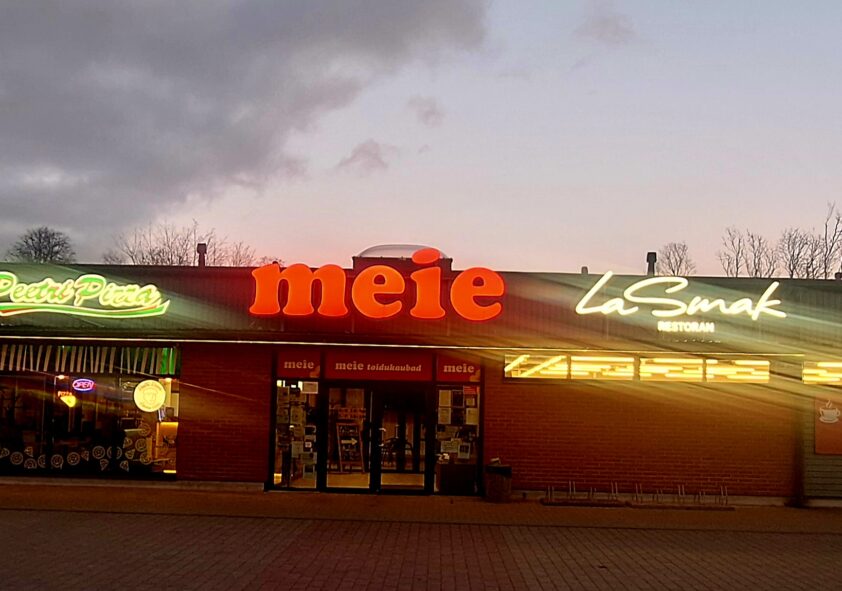 Peetri Pizza
meie
LaSmak
RESTORAN
OPEN
meie
meie toidukaubad
meie